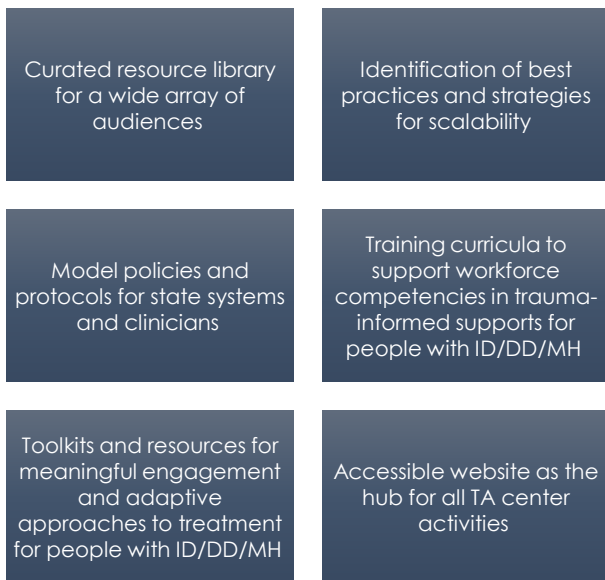 Curated resource library
for a wide array of
audiences
Identification of best
practices and strategies
for scalability
Model policies and
protocols for state systems
and clinicians
Training curricula to
support workforce
competencies in trauma-
informed supports for
people with ID/DD/MH
Toolkits and resources for
meaningful engagement
and adaptive
approaches to treatment
for people with ID/DD/MH
Accessible website as the
hub for all TA center
activities